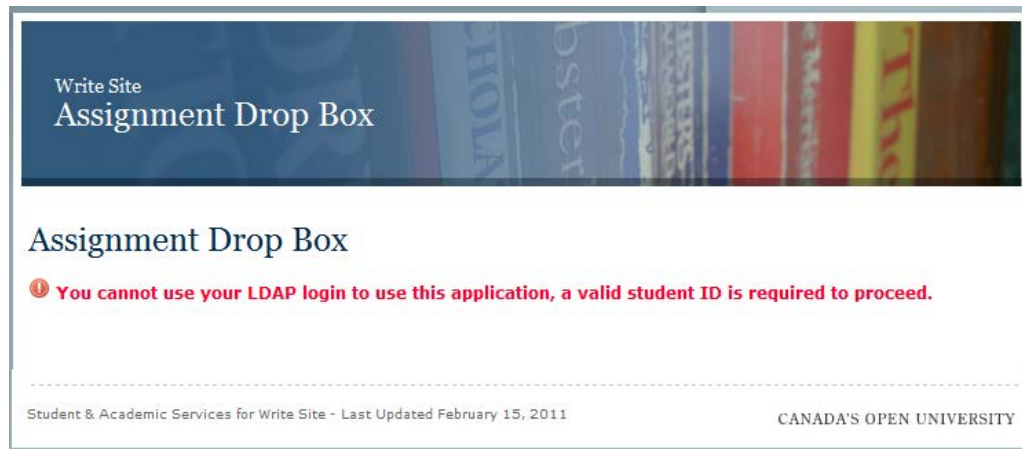 Write Site
Assignment Drop Box
Assignment Drop Box
You cannot use your LDAP login to use this application, a valid student ID is required to proceed.
Student & Academic Services for Write Site - Last Updated February 15, 2011
CANADA'S OPEN UNIVERSITY